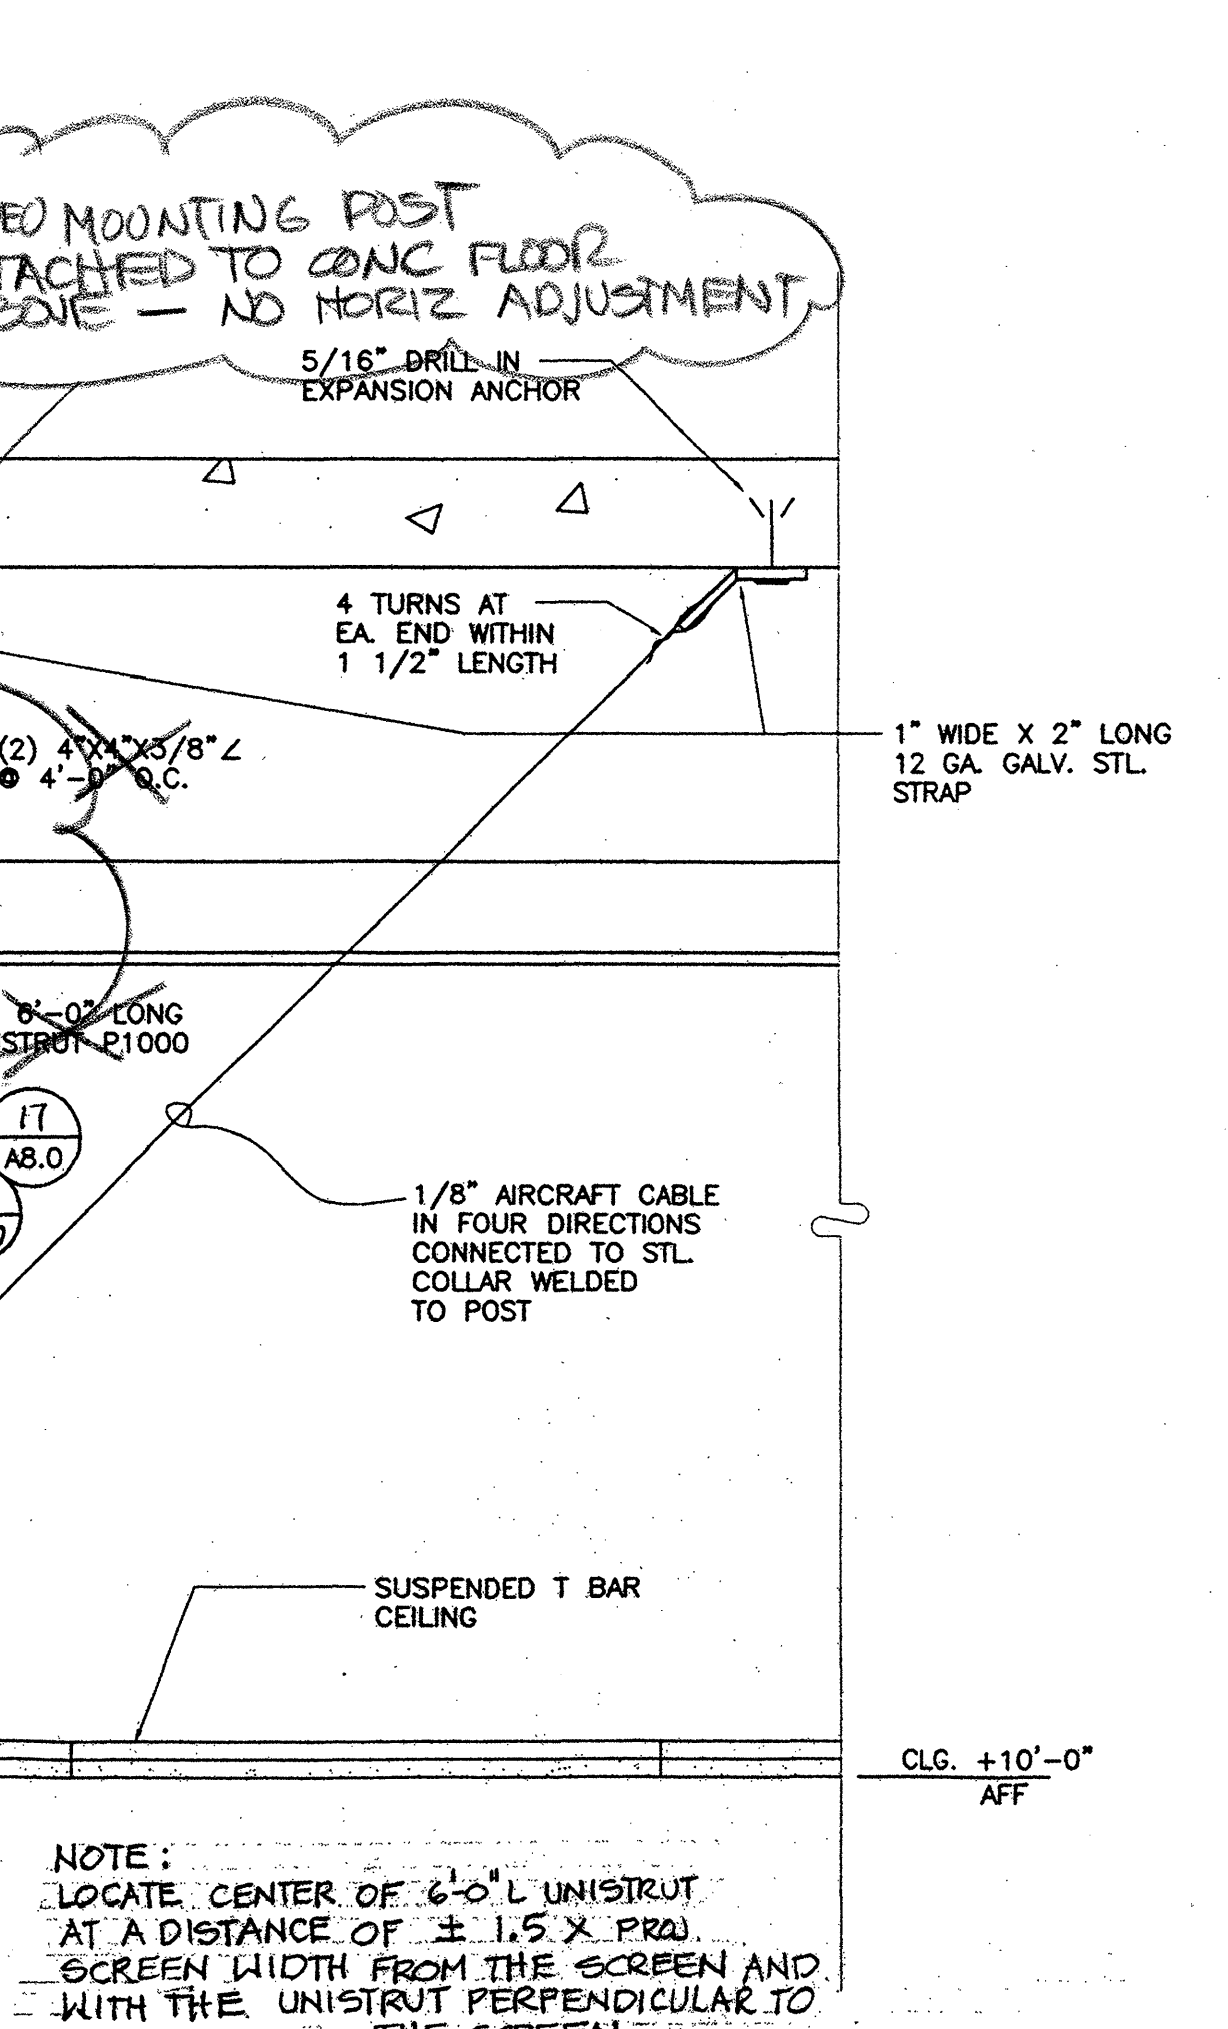 EO MOUNTING POST
TACHED TO CONC FLOOR
BOVE — NO HORIZ ADJUSTMENT
5/16" DRILL IN
EXPANSION ANCHOR
4 TURNS AT
EA. END WITHIN
1 1/2" LENGTH
(2) 4"X4"X3/8"∠
@ 4'-0" O.C.
1" WIDE X 2" LONG
12 GA. GALV. STL.
STRAP
6'-0" LONG
STRUT P1000
17
A8.0
1/8" AIRCRAFT CABLE
IN FOUR DIRECTIONS
CONNECTED TO STL.
COLLAR WELDED
TO POST
SUSPENDED T BAR
CEILING
CLG. +10'-0"
AFF
NOTE:
LOCATE CENTER OF 6'-0" L UNISTRUT
AT A DISTANCE OF ± 1.5 X PROJ.
SCREEN WIDTH FROM THE SCREEN AND
WITH THE UNISTRUT PERPENDICULAR TO
THE SCREEN